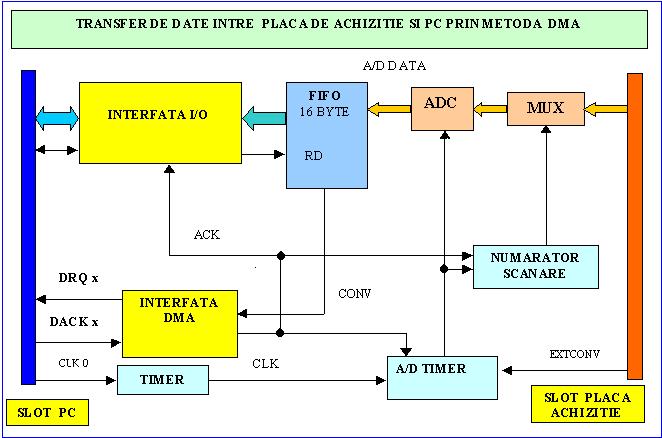 TRANSFER DE DATE INTRE PLACA DE ACHIZITIE SI PC PRIN METODA DMA
A/D DATA
INTERFATA I/O
FIFO
16 BYTE
RD
ADC
MUX
ACK
NUMARATOR
SCANARE
DRQ x
INTERFATA
DMA
CONV
DACK x
CLK 0
TIMER
CLK
A/D TIMER
EXTCONV
SLOT PC
SLOT PLACA
ACHIZITIE